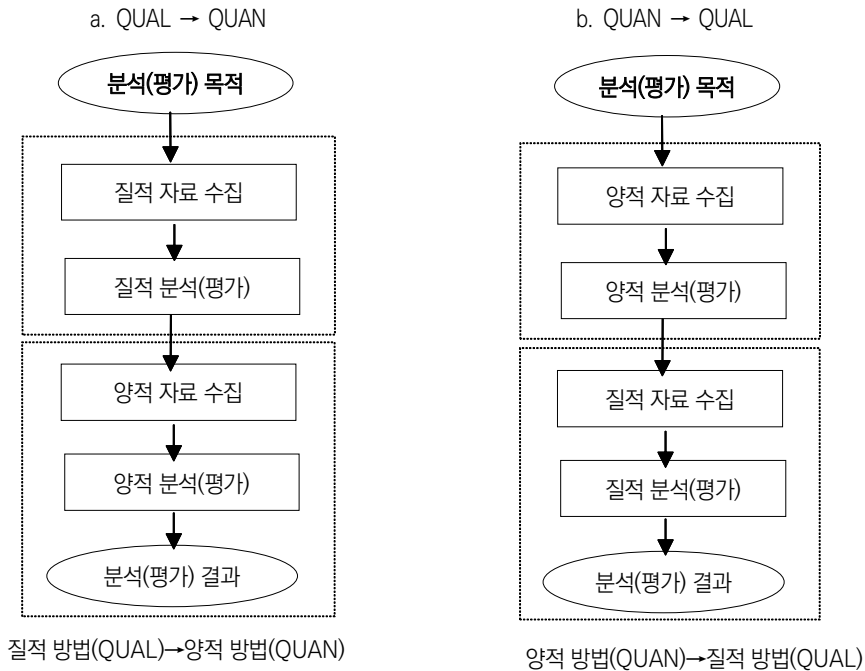 a. QUAL → QUAN
분석(평가) 목적
질적 자료 수집
질적 분석(평가)
양적 자료 수집
양적 분석(평가)
분석(평가) 결과
질적 방법(QUAL)→양적 방법(QUAN)
b. QUAN → QUAL
분석(평가) 목적
양적 자료 수집
양적 분석(평가)
질적 자료 수집
질적 분석(평가)
분석(평가) 결과
양적 방법(QUAN)→질적 방법(QUAL)